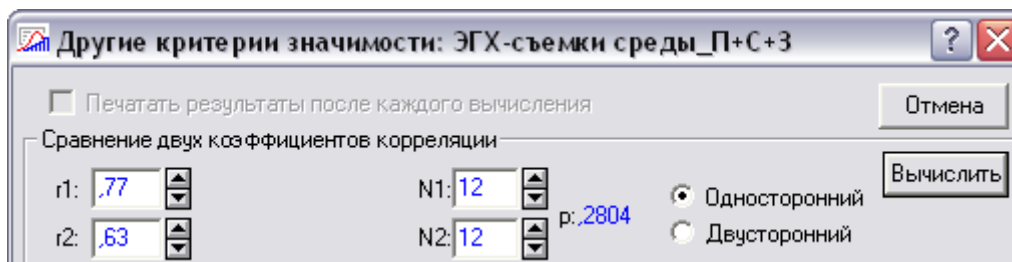 Другие критерии значимости: ЭГХ-съемки среды_П+С+З
Печатать результаты после каждого вычисления
Отмена
Сравнение двух коэффициентов корреляции
Вычислить
r1: ,77 N1: 12 p:,2804 Односторонний
r2: ,63 N2: 12 Двусторонний